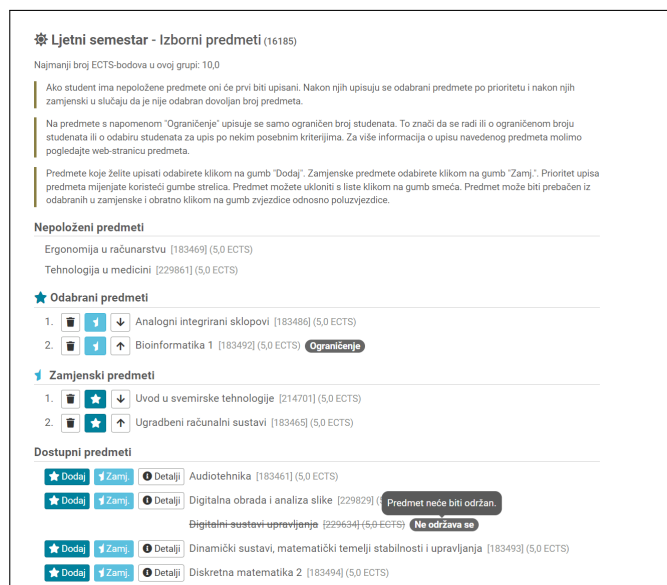 Ljetni semestar - Izborni predmeti (16185)
Najmanji broj ECTS-bodova u ovoj grupi: 10,0
Ako student ima nepoložene predmete oni će prvi biti upisani. Nakon njih upisuju se odabrani predmete po prioritetu i nakon njih
zamjenski u slučaju da je nije odabran dovoljan broj predmeta.
Na predmete s napomenom "Ograničenje" upisuje se samo ograničen broj studenata. To znači da se radi ili o ograničenom broju
studenata ili o odabiru studenata za upis po nekim posebnim kriterijima. Za više informacija o upisu navedenog predmeta molimo
pogledajte web-stranicu predmeta.
Predmete koje želite upisati odabirete klikom na gumb "Dodaj". Zamjenske predmete odabirete klikom na gumb "Zamj.". Prioritet upisa
predmeta mijenjate koristeći gumbe strelica. Predmet možete ukloniti s liste klikom na gumb smeća. Predmet može biti prebačen iz
odabranih u zamjenske i obratno klikom na gumb zvjezdice odnosno poluzvjezdice.
Nepoloženi predmeti
Ergonomija u računarstvu [183469] (5,0 ECTS)
Tehnologija u medicini [229861] (5,0 ECTS)
Odabrani predmeti
1. Analogni integrirani sklopovi [183486] (5,0 ECTS)
2. Bioinformatika 1 [183492] (5,0 ECTS) Ograničenje
Zamjenski predmeti
1. Uvod u svemirske tehnologije [214701] (5,0 ECTS)
2. Ugradbeni računalni sustavi [183465] (5,0 ECTS)
Dostupni predmeti
Dodaj Zamj. Detalji Audiotehnika [183461] (5,0 ECTS)
Dodaj Zamj. Detalji Digitalna obrada i analiza slike [229829] (5 Predmet neće biti održan.
Digitalni sustavi upravljanja [229634] (5,0 ECTS) Ne održava se
Dodaj Zamj. Detalji Dinamički sustavi, matematički temelji stabilnosti i upravljanja [183493] (5,0 ECTS)
Dodaj Zamj. Detalji Diskretna matematika 2 [183494] (5,0 ECTS)